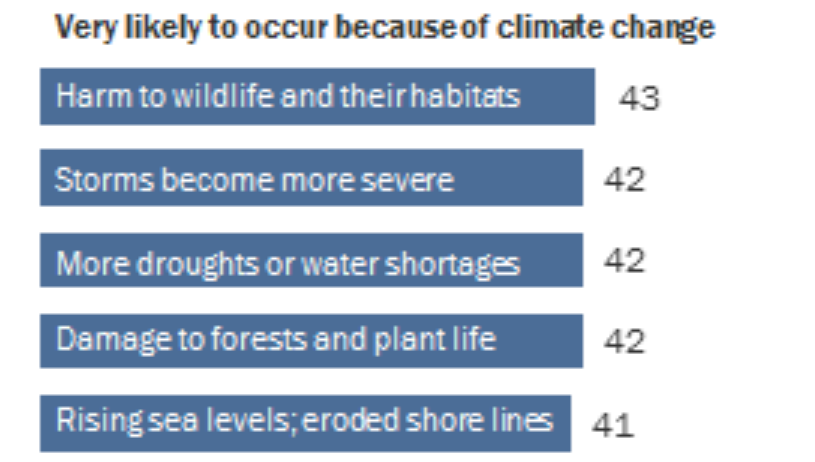 Very likely to occur because of climate change
Harm to wildlife and their habitats 43
Storms become more severe 42
More droughts or water shortages 42
Damage to forests and plant life 42
Rising sea levels; eroded shore lines 41